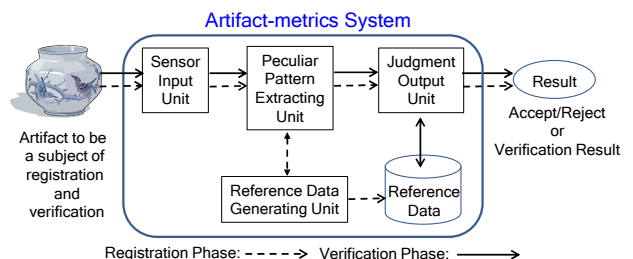 Artifact-metrics System
Sensor
Input
Unit
Peculiar
Pattern
Extracting
Unit
Judgment
Output
Unit
Result
Accept/Reject
or
Verification Result
Artifact to be
a subject of
registration
and
verification
Reference Data
Generating Unit
Reference
Data
Registration Phase: Verification Phase: